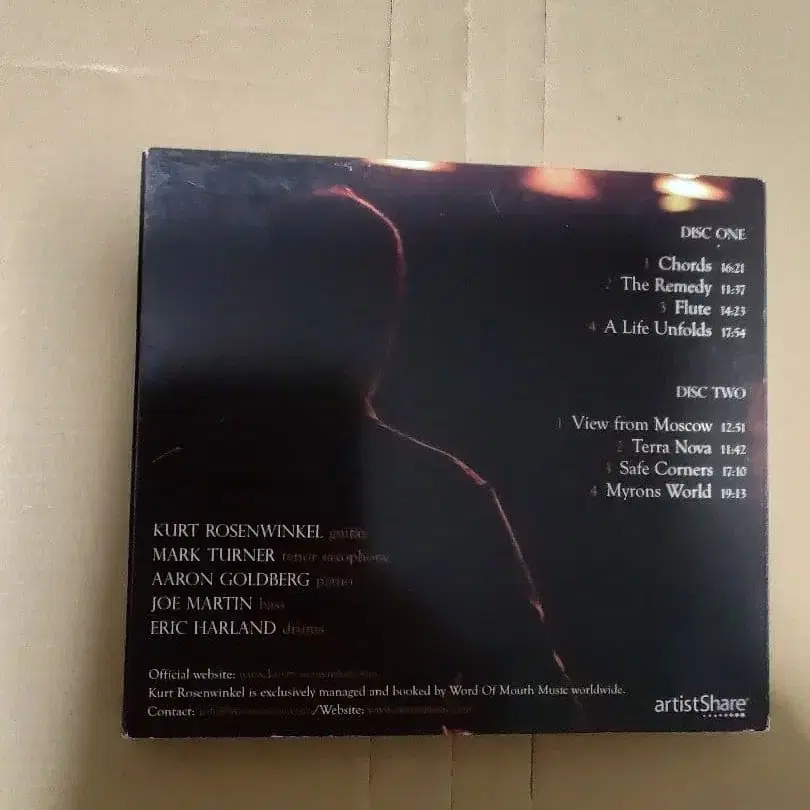 DISC ONE
1 Chords 16:21
2 The Remedy 11:37
3 Flute 14:23
4 A Life Unfolds 17:54
DISC TWO
1 View from Moscow 12:51
2 Terra Nova 11:42
3 Safe Corners 17:10
4 Myrons World 19:13
KURT ROSENWINKEL guitar
MARK TURNER tenor saxophone
AARON GOLDBERG piano
JOE MARTIN bass
ERIC HARLAND drums
Official website:
Kurt Rosenwinkel is exclusively managed and booked by Word Of Mouth Music worldwide.
Contact: /Website:
artistShare